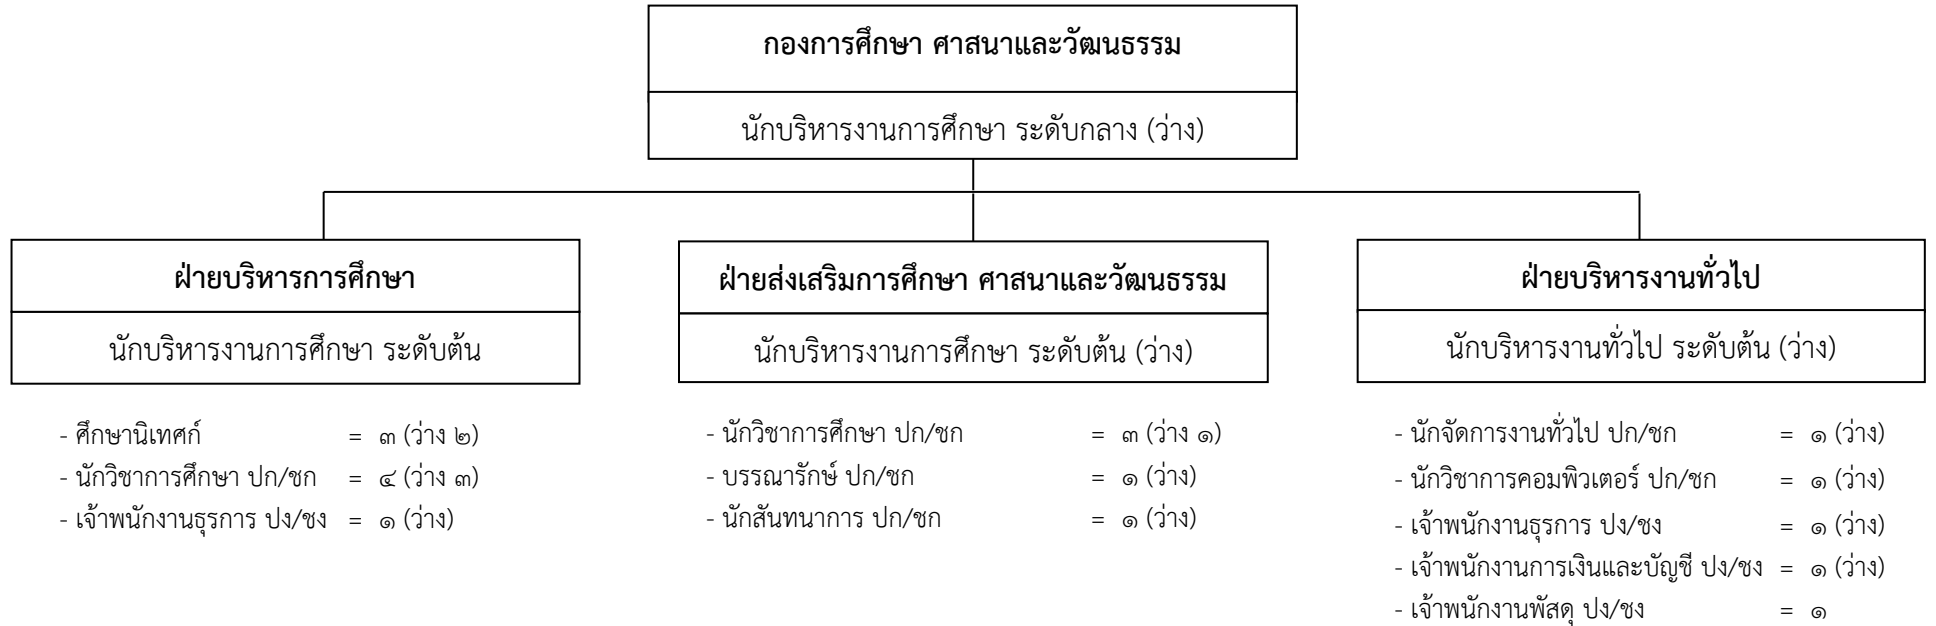 กองการศึกษา ศาสนาและวัฒนธรรม
นักบริหารงานการศึกษา ระดับกลาง (ว่าง)
ฝ่ายบริหารการศึกษา
นักบริหารงานการศึกษา ระดับต้น
- ศึกษานิเทศก์ = ๓ (ว่าง ๒)
- นักวิชาการศึกษา ปก/ชก = ๔ (ว่าง ๓)
- เจ้าพนักงานธุรการ ปง/ชง = ๑ (ว่าง)
ฝ่ายส่งเสริมการศึกษา ศาสนาและวัฒนธรรม
นักบริหารงานการศึกษา ระดับต้น (ว่าง)
- นักวิชาการศึกษา ปก/ชก = ๓ (ว่าง ๑)
- บรรณารักษ์ ปก/ชก = ๑ (ว่าง)
- นักสันทนาการ ปก/ชก = ๑ (ว่าง)
ฝ่ายบริหารงานทั่วไป
นักบริหารงานทั่วไป ระดับต้น (ว่าง)
- นักจัดการงานทั่วไป ปก/ชก = ๑ (ว่าง)
- นักวิชาการคอมพิวเตอร์ ปก/ชก = ๑ (ว่าง)
- เจ้าพนักงานธุรการ ปง/ชง = ๑ (ว่าง)
- เจ้าพนักงานการเงินและบัญชี ปง/ชง = ๑ (ว่าง)
- เจ้าพนักงานพัสดุ ปง/ชง = ๑